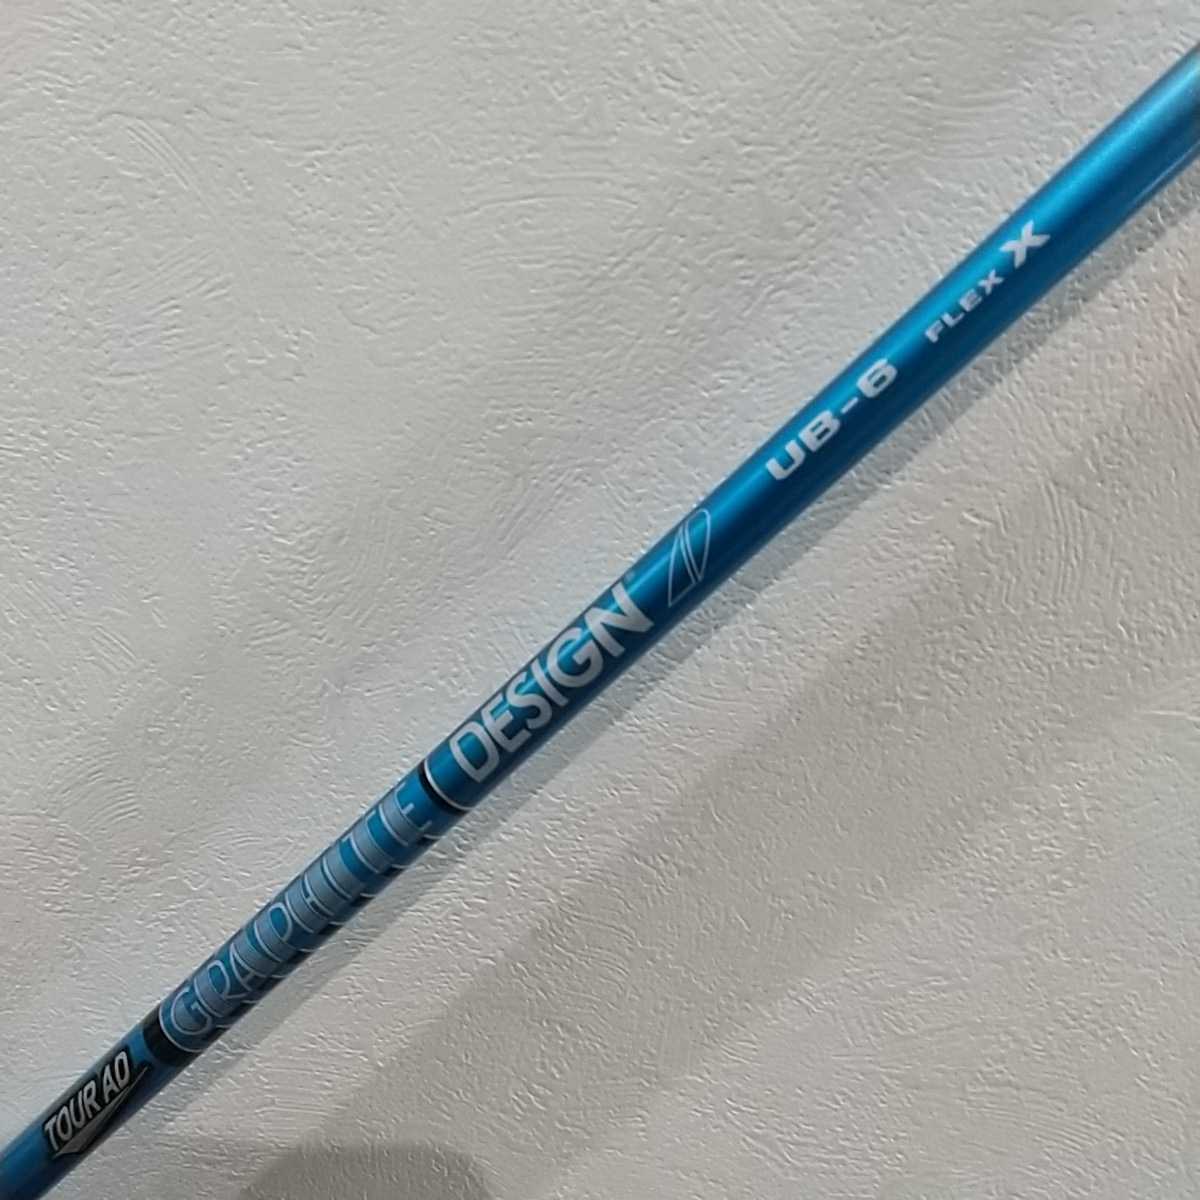 TOUR AD
GRAPHITE DESIGN
UB-6 FLEX X